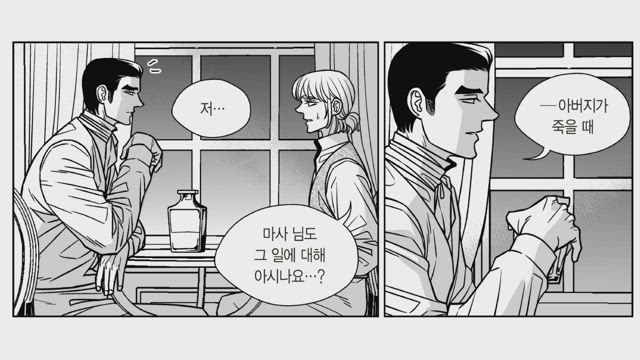 저…
마사 님도
그 일에 대해
아시나요…?
—아버지가
죽을 때